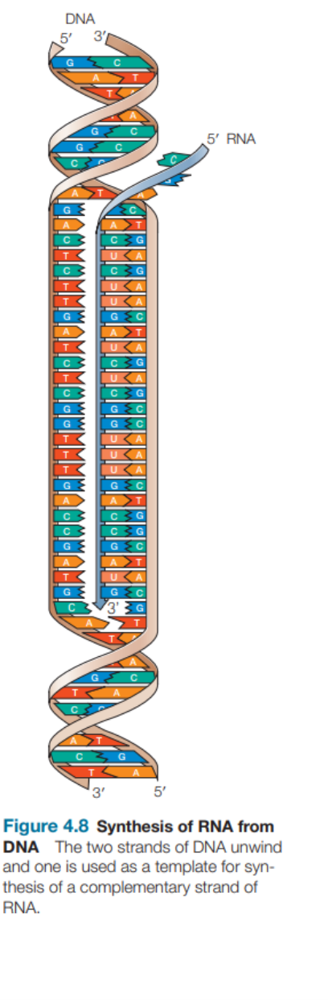 DNA
5′ 3′
G C
A T
T
A
G C
5′ RNA
G C
C
C
A T A
G C
A A T
C C G
T U A
C C G
T U A
T U A
G G C
A A T
T U A
C C G
T U A
C C G
G G C
G G C
T U A
T U A
T U A
G G C
A A T
C C G
C C G
G G C
A A T
T U A
G G C
C 3′ G
A T
T
A
G C
T A
C
A T
C G
T A
3′ 5′
Figure 4.8 Synthesis of RNA from
DNA The two strands of DNA unwind
and one is used as a template for syn-
thesis of a complementary strand of
RNA.